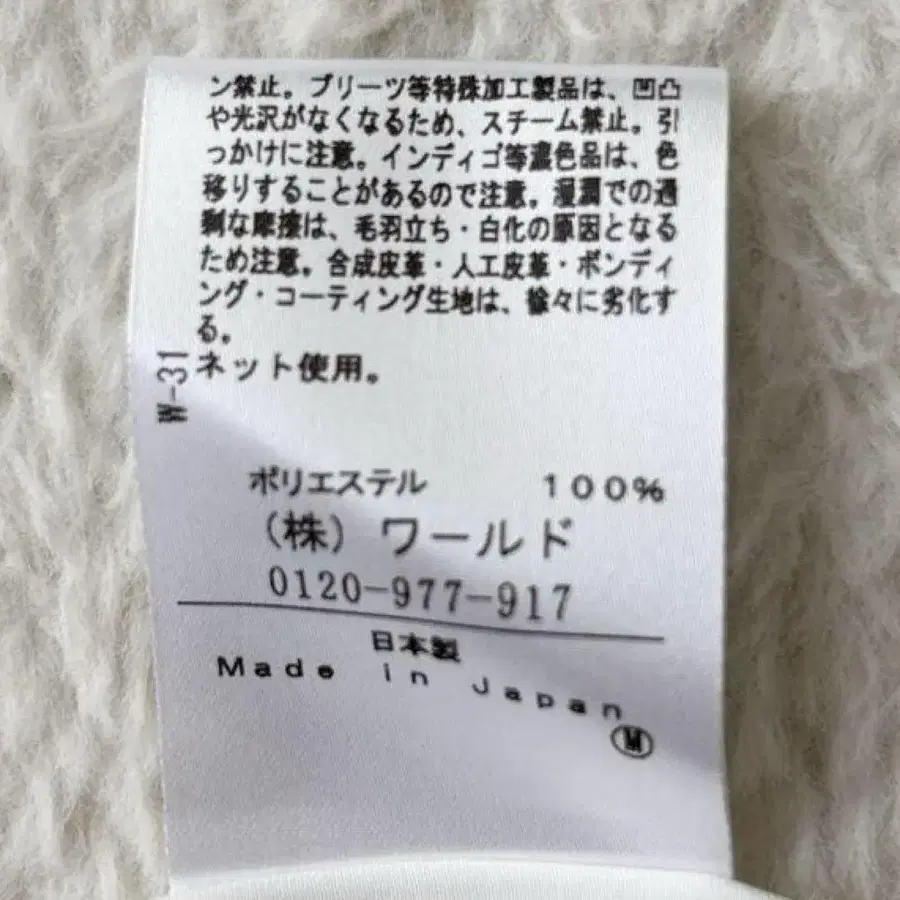 ン禁止。プリーツ等特殊加工製品は、凹凸
や光沢がなくなるため、スチーム禁止。引
っかけに注意。インディゴ等濃色品は、色
移りすることがあるので注意。湿潤での過
剰な摩擦は、毛羽立ち・白化の原因となる
ため注意。合成皮革・人工皮革・ボンディ
ング・コーティング生地は、徐々に劣化す
る。
ネット使用。
W-31
ポリエステル 100%
(株) ワールド
0120-977-917
日本製
Made in Japan
M